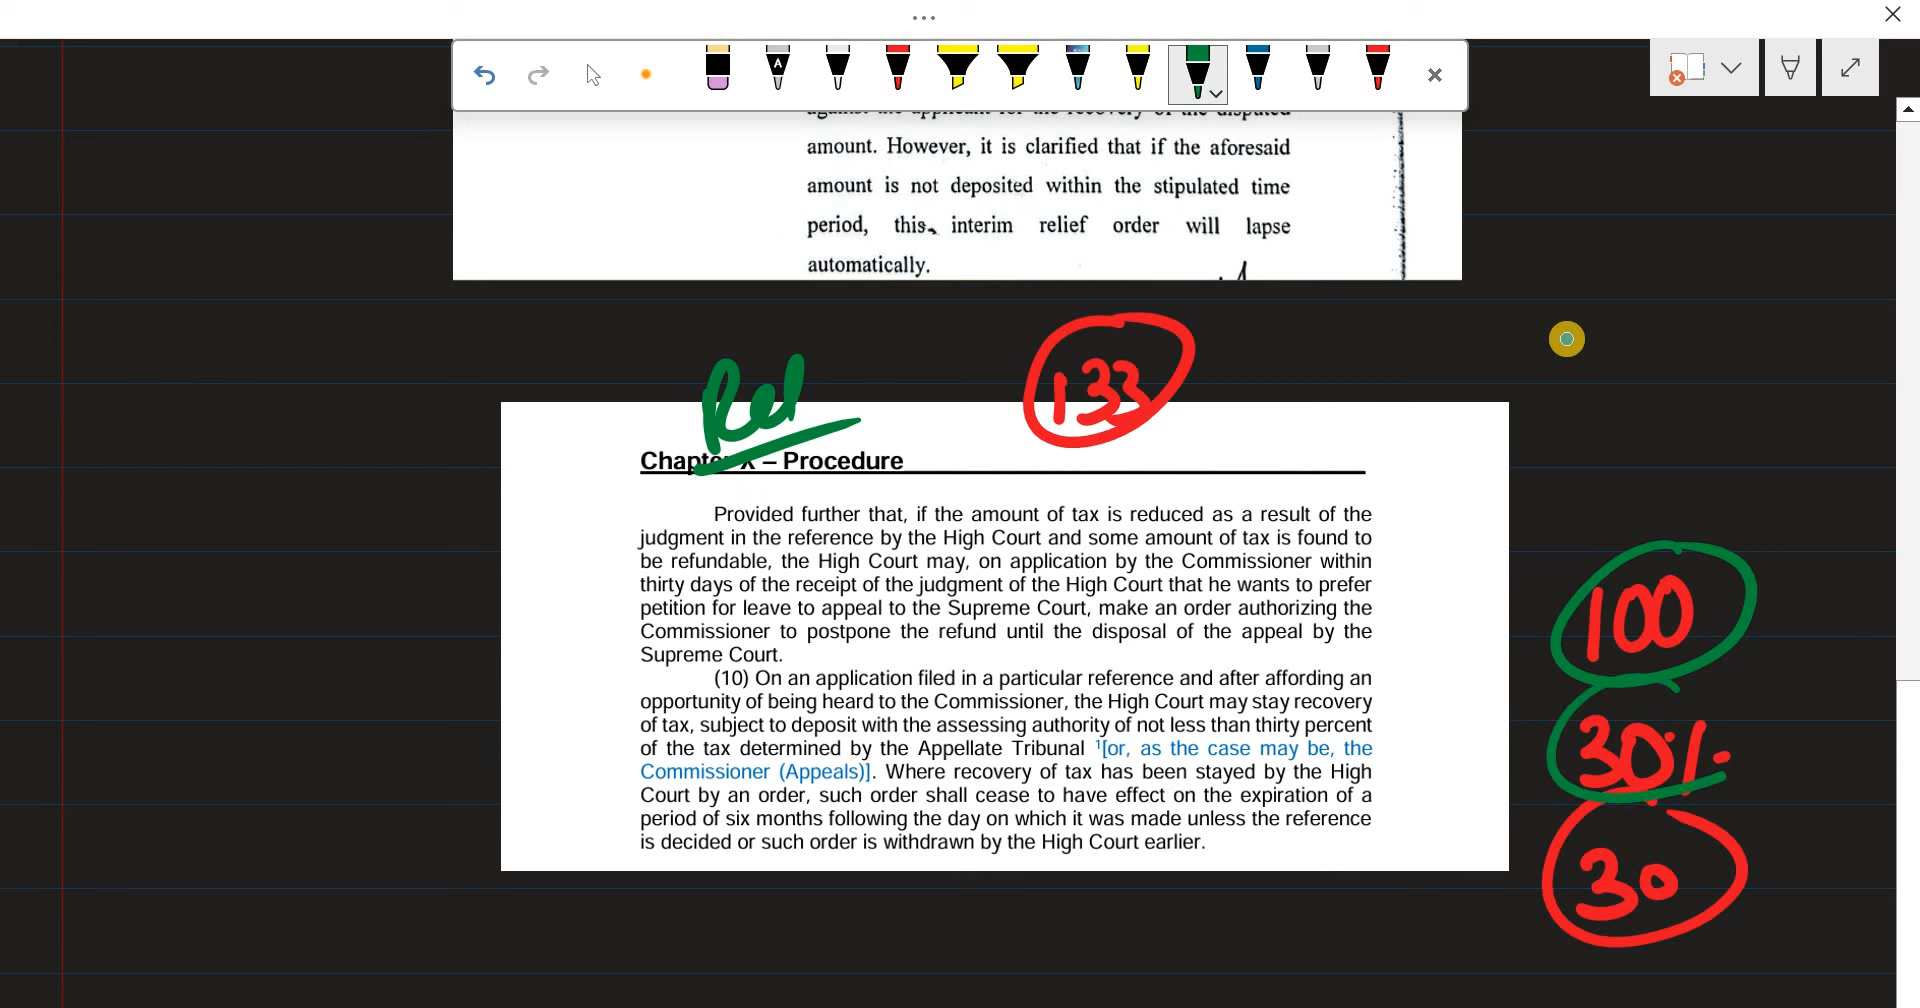 amount. However, it is clarified that if the aforesaid
amount is not deposited within the stipulated time
period, this interim relief order will lapse
automatically.
133
Ref
Chapter X – Procedure
Provided further that, if the amount of tax is reduced as a result of the
judgment in the reference by the High Court and some amount of tax is found to
be refundable, the High Court may, on application by the Commissioner within
thirty days of the receipt of the judgment of the High Court that he wants to prefer
petition for leave to appeal to the Supreme Court, make an order authorizing the
Commissioner to postpone the refund until the disposal of the appeal by the
Supreme Court.
(10) On an application filed in a particular reference and after affording an
opportunity of being heard to the Commissioner, the High Court may stay recovery
of tax, subject to deposit with the assessing authority of not less than thirty percent
of the tax determined by the Appellate Tribunal ¹[or, as the case may be, the
Commissioner (Appeals)]. Where recovery of tax has been stayed by the High
Court by an order, such order shall cease to have effect on the expiration of a
period of six months following the day on which it was made unless the reference
is decided or such order is withdrawn by the High Court earlier.
100
30%
30